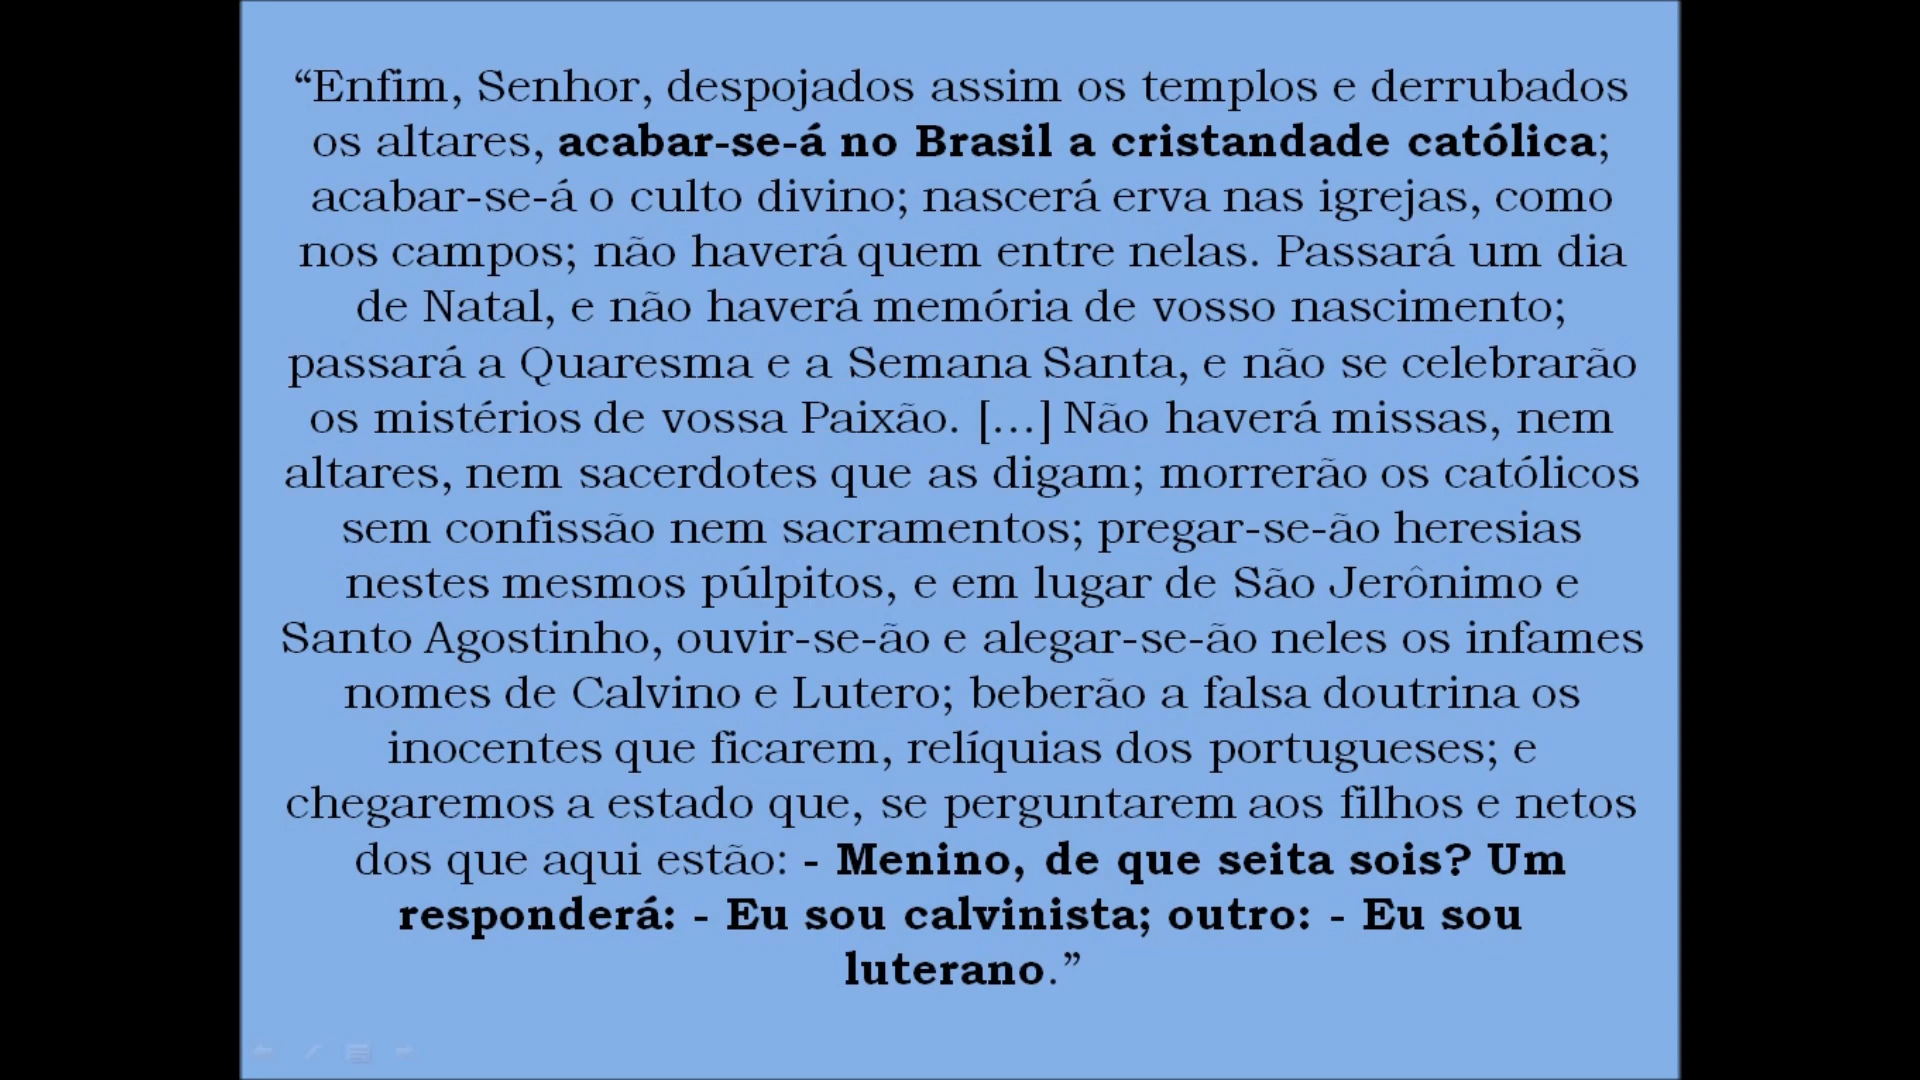 “Enfim, Senhor, despojados assim os templos e derrubados
os altares, acabar-se-á no Brasil a cristandade católica;
acabar-se-á o culto divino; nascerá erva nas igrejas, como
nos campos; não haverá quem entre nelas. Passará um dia
de Natal, e não haverá memória de vosso nascimento;
passará a Quaresma e a Semana Santa, e não se celebrarão
os mistérios de vossa Paixão. [...] Não haverá missas, nem
altares, nem sacerdotes que as digam; morrerão os católicos
sem confissão nem sacramentos; pregar-se-ão heresias
nestes mesmos púlpitos, e em lugar de São Jerônimo e
Santo Agostinho, ouvir-se-ão e alegar-se-ão neles os infames
nomes de Calvino e Lutero; beberão a falsa doutrina os
inocentes que ficarem, relíquias dos portugueses; e
chegaremos a estado que, se perguntarem aos filhos e netos
dos que aqui estão: - Menino, de que seita sois? Um
responderá: - Eu sou calvinista; outro: - Eu sou
luterano.”